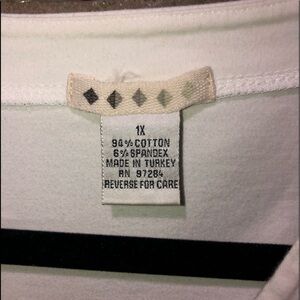 1X
94% COTTON
6% SPANDEX
MADE IN TURKEY
RN 97284
REVERSE FOR CARE